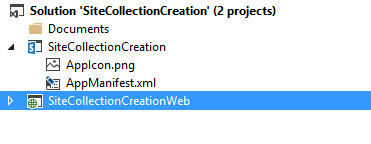 Solution 'SiteCollectionCreation' (2 projects)
Documents
SiteCollectionCreation
AppIcon.png
AppManifest.xml
SiteCollectionCreationWeb